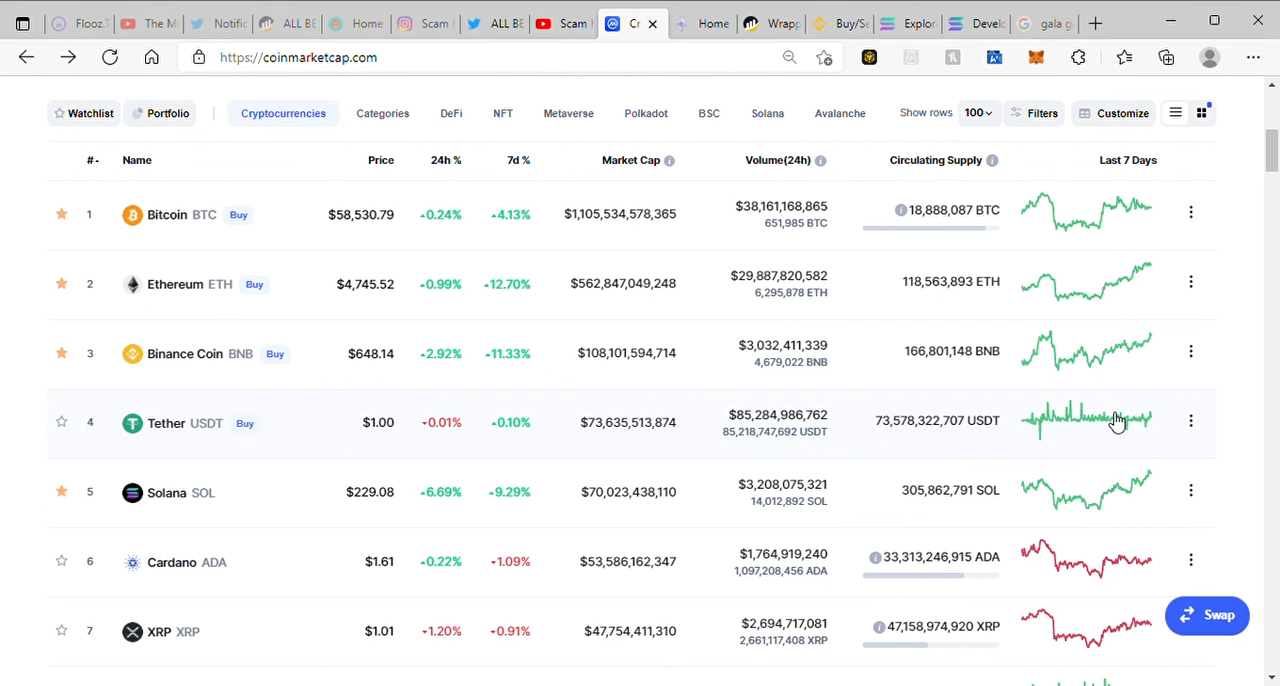 Flooz.T
The M
Notific
ALL BE
Home
Scam
ALL BE
Scam
Cr
Home
Wrapp
Buy/Se
Explor
Devel
gala g
https://coinmarketcap.com
Watchlist
Portfolio
Cryptocurrencies
Categories
DeFi
NFT
Metaverse
Polkadot
BSC
Solana
Avalanche
Show rows
100
Filters
Customize
# Name Price 24h % 7d % Market Cap Volume(24h) Circulating Supply Last 7 Days
1 Bitcoin BTC Buy $58,530.79 0.24% 4.13% $1,105,534,578,365 $38,161,168,865 18,888,087 BTC
651,985 BTC
2 Ethereum ETH Buy $4,745.52 0.99% 12.70% $562,847,049,248 $29,887,820,582 118,563,893 ETH
6,295,878 ETH
3 Binance Coin BNB Buy $648.14 2.92% 11.33% $108,101,594,714 $3,032,411,339 166,801,148 BNB
4,679,022 BNB
4 Tether USDT Buy $1.00 0.01% 0.10% $73,635,513,874 $85,284,986,762 73,578,322,707 USDT
85,218,747,692 USDT
5 Solana SOL $229.08 6.69% 9.29% $70,023,438,110 $3,208,075,321 305,862,791 SOL
14,012,892 SOL
6 Cardano ADA $1.61 0.22% 1.09% $53,586,162,347 $1,764,919,240 33,313,246,915 ADA
1,097,208,456 ADA
7 XRP XRP $1.01 1.20% 0.91% $47,754,411,310 $2,694,717,081 47,158,974,920 XRP
2,661,117,408 XRP
Swap